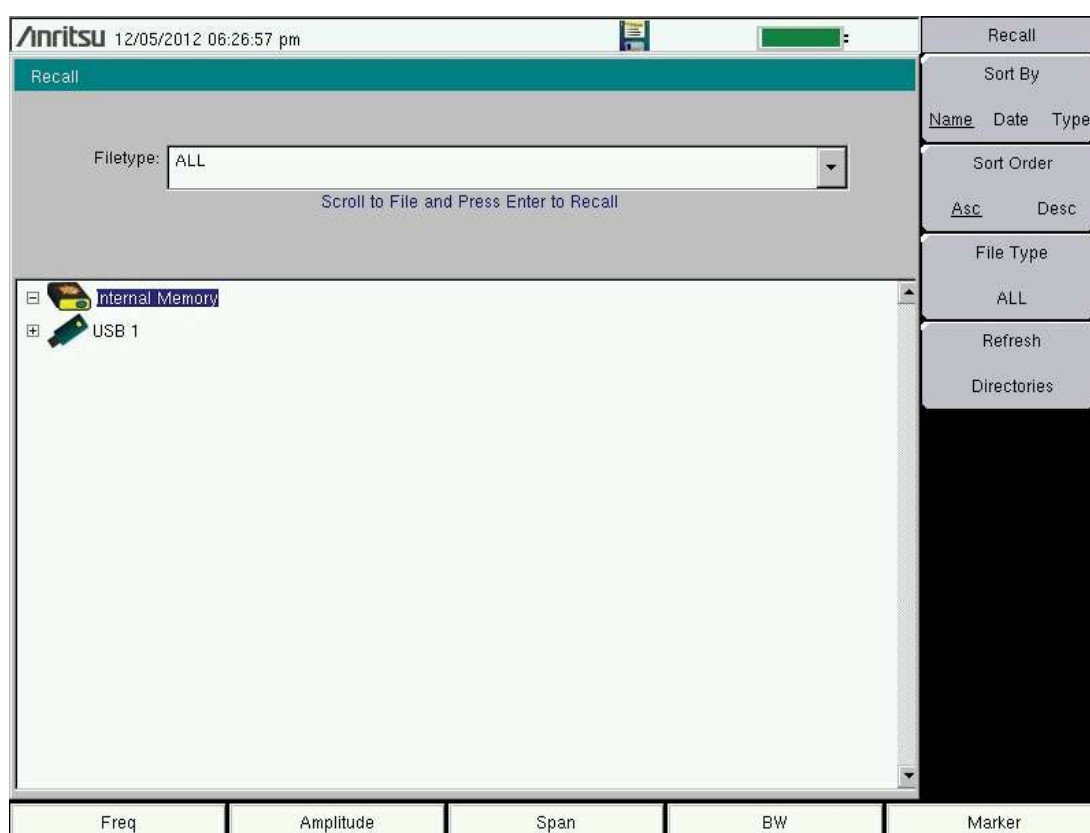 Anritsu 12/05/2012 06:26:57 pm
Recall
Filetype: ALL
Scroll to File and Press Enter to Recall
Internal Memory
USB 1
Recall
Sort By
Name Date Type
Sort Order
Asc Desc
File Type
ALL
Refresh
Directories
Freq Amplitude Span BW Marker